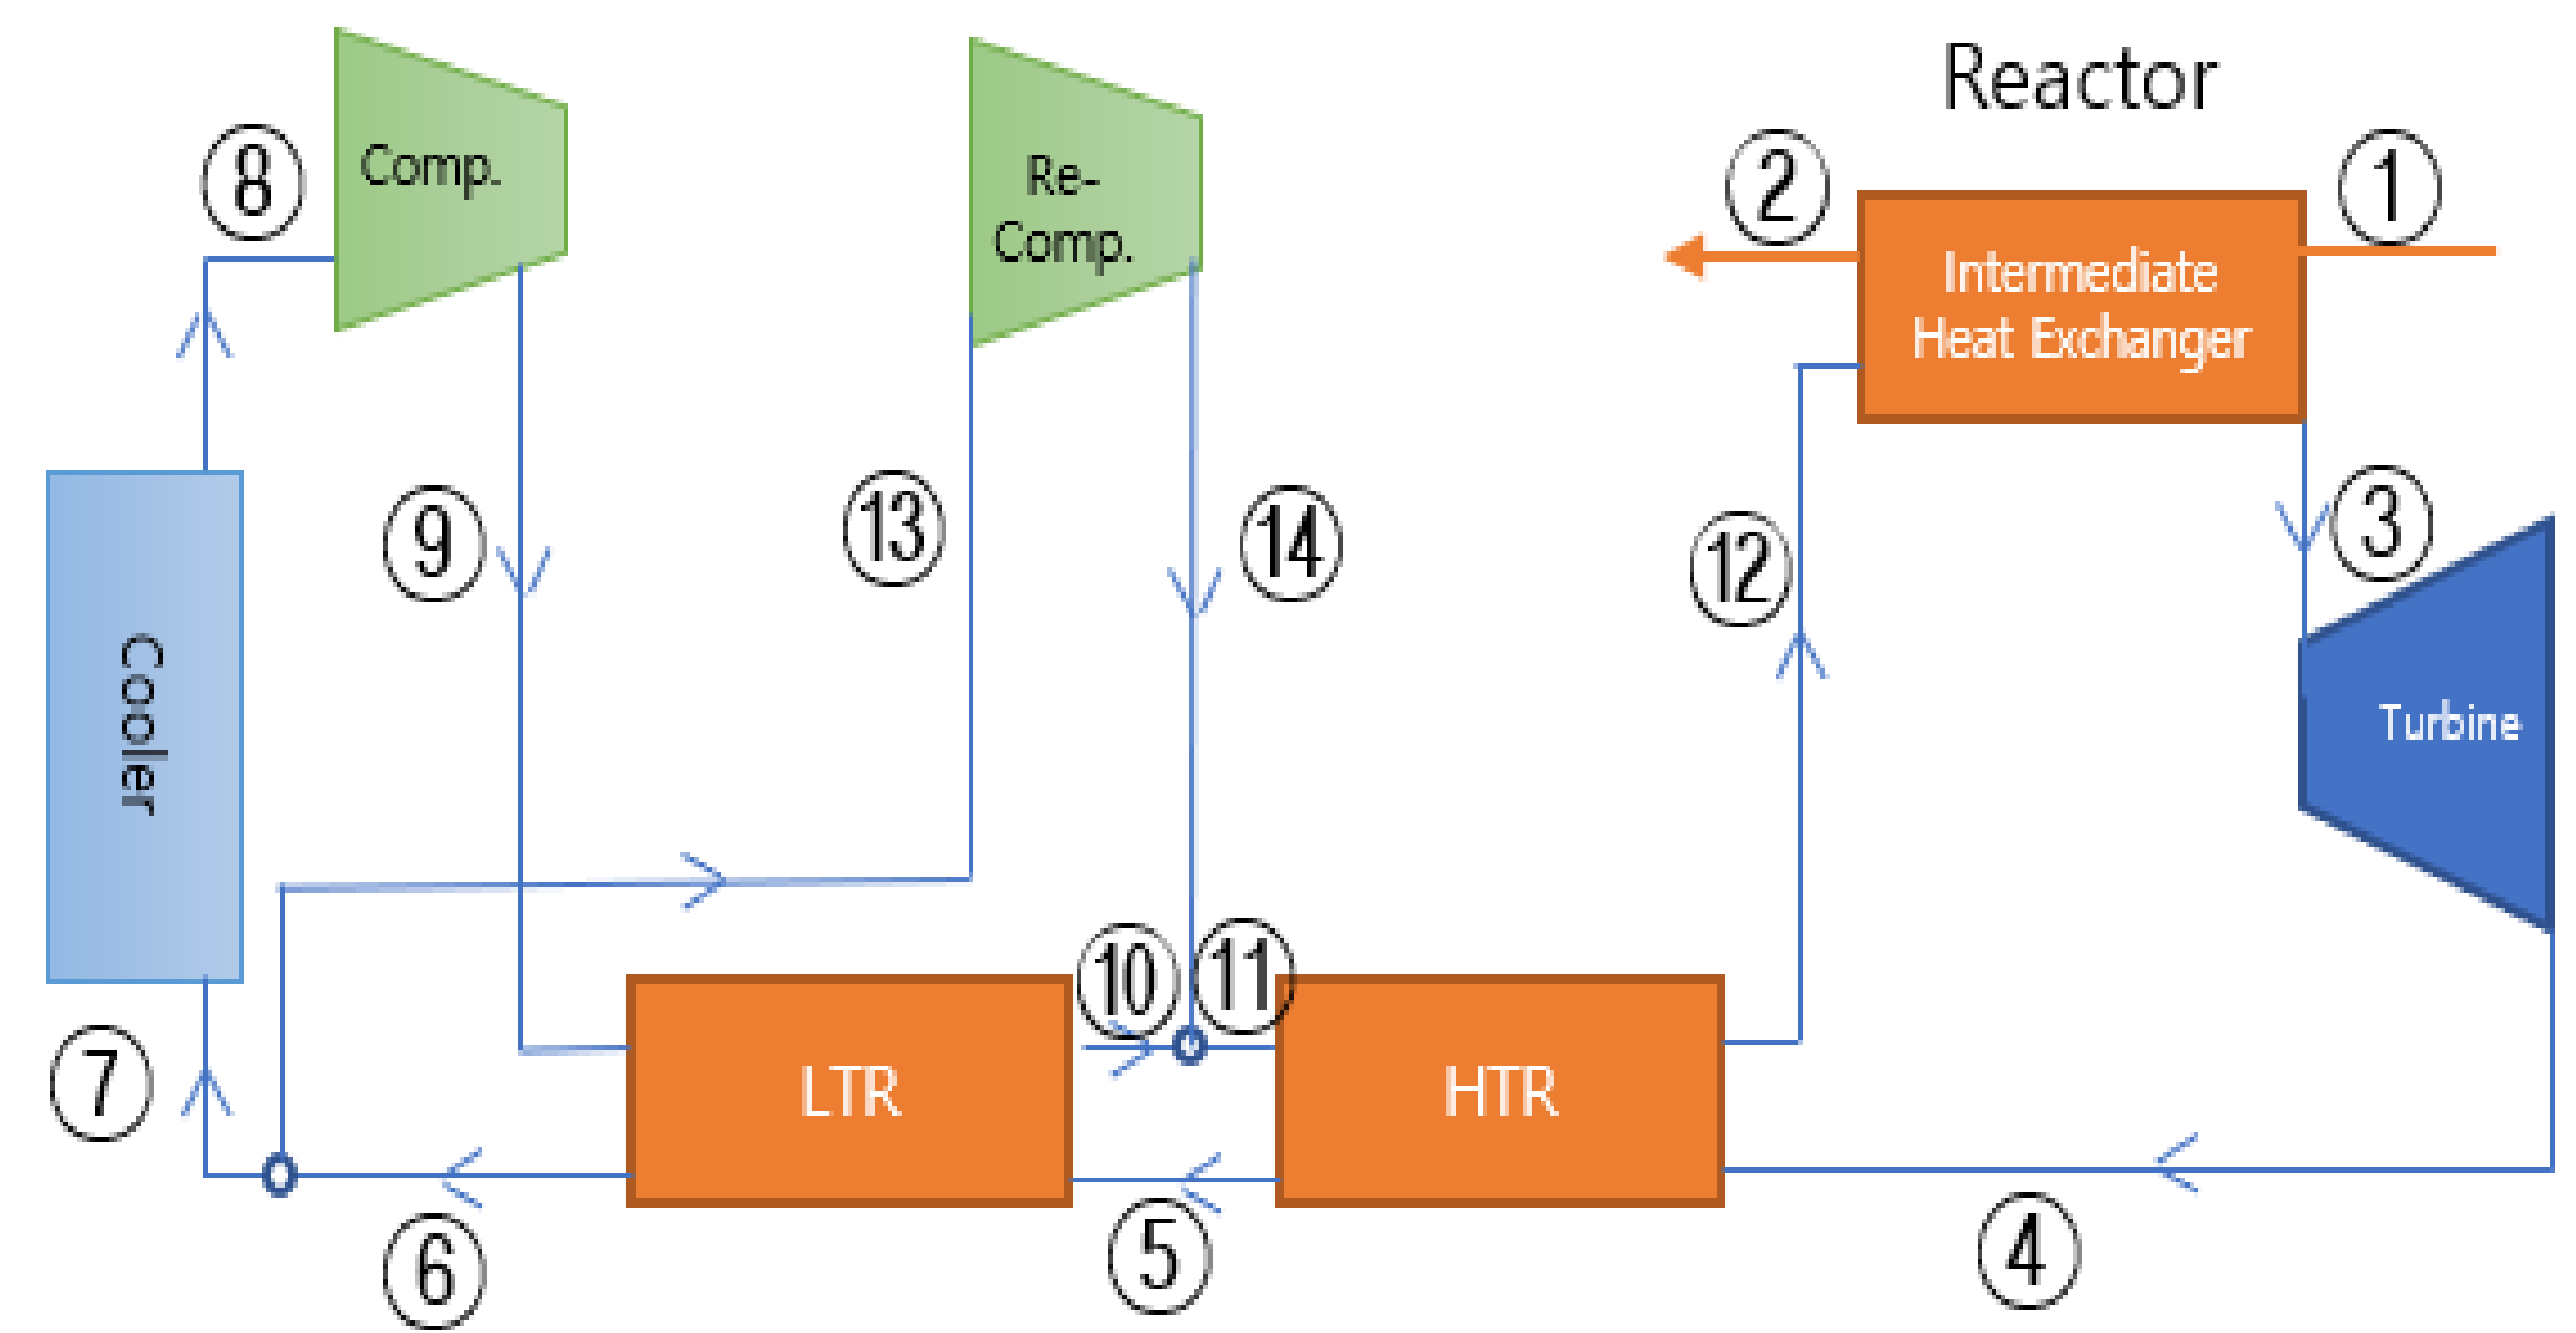 Reactor
⑧
Comp.
Re-
Comp.
②
①
Intermediate
Heat Exchanger
⑨
⑬
⑭
⑫
③
Cooler
Turbine
⑦
⑩
⑪
LTR
HTR
⑥
⑤
④